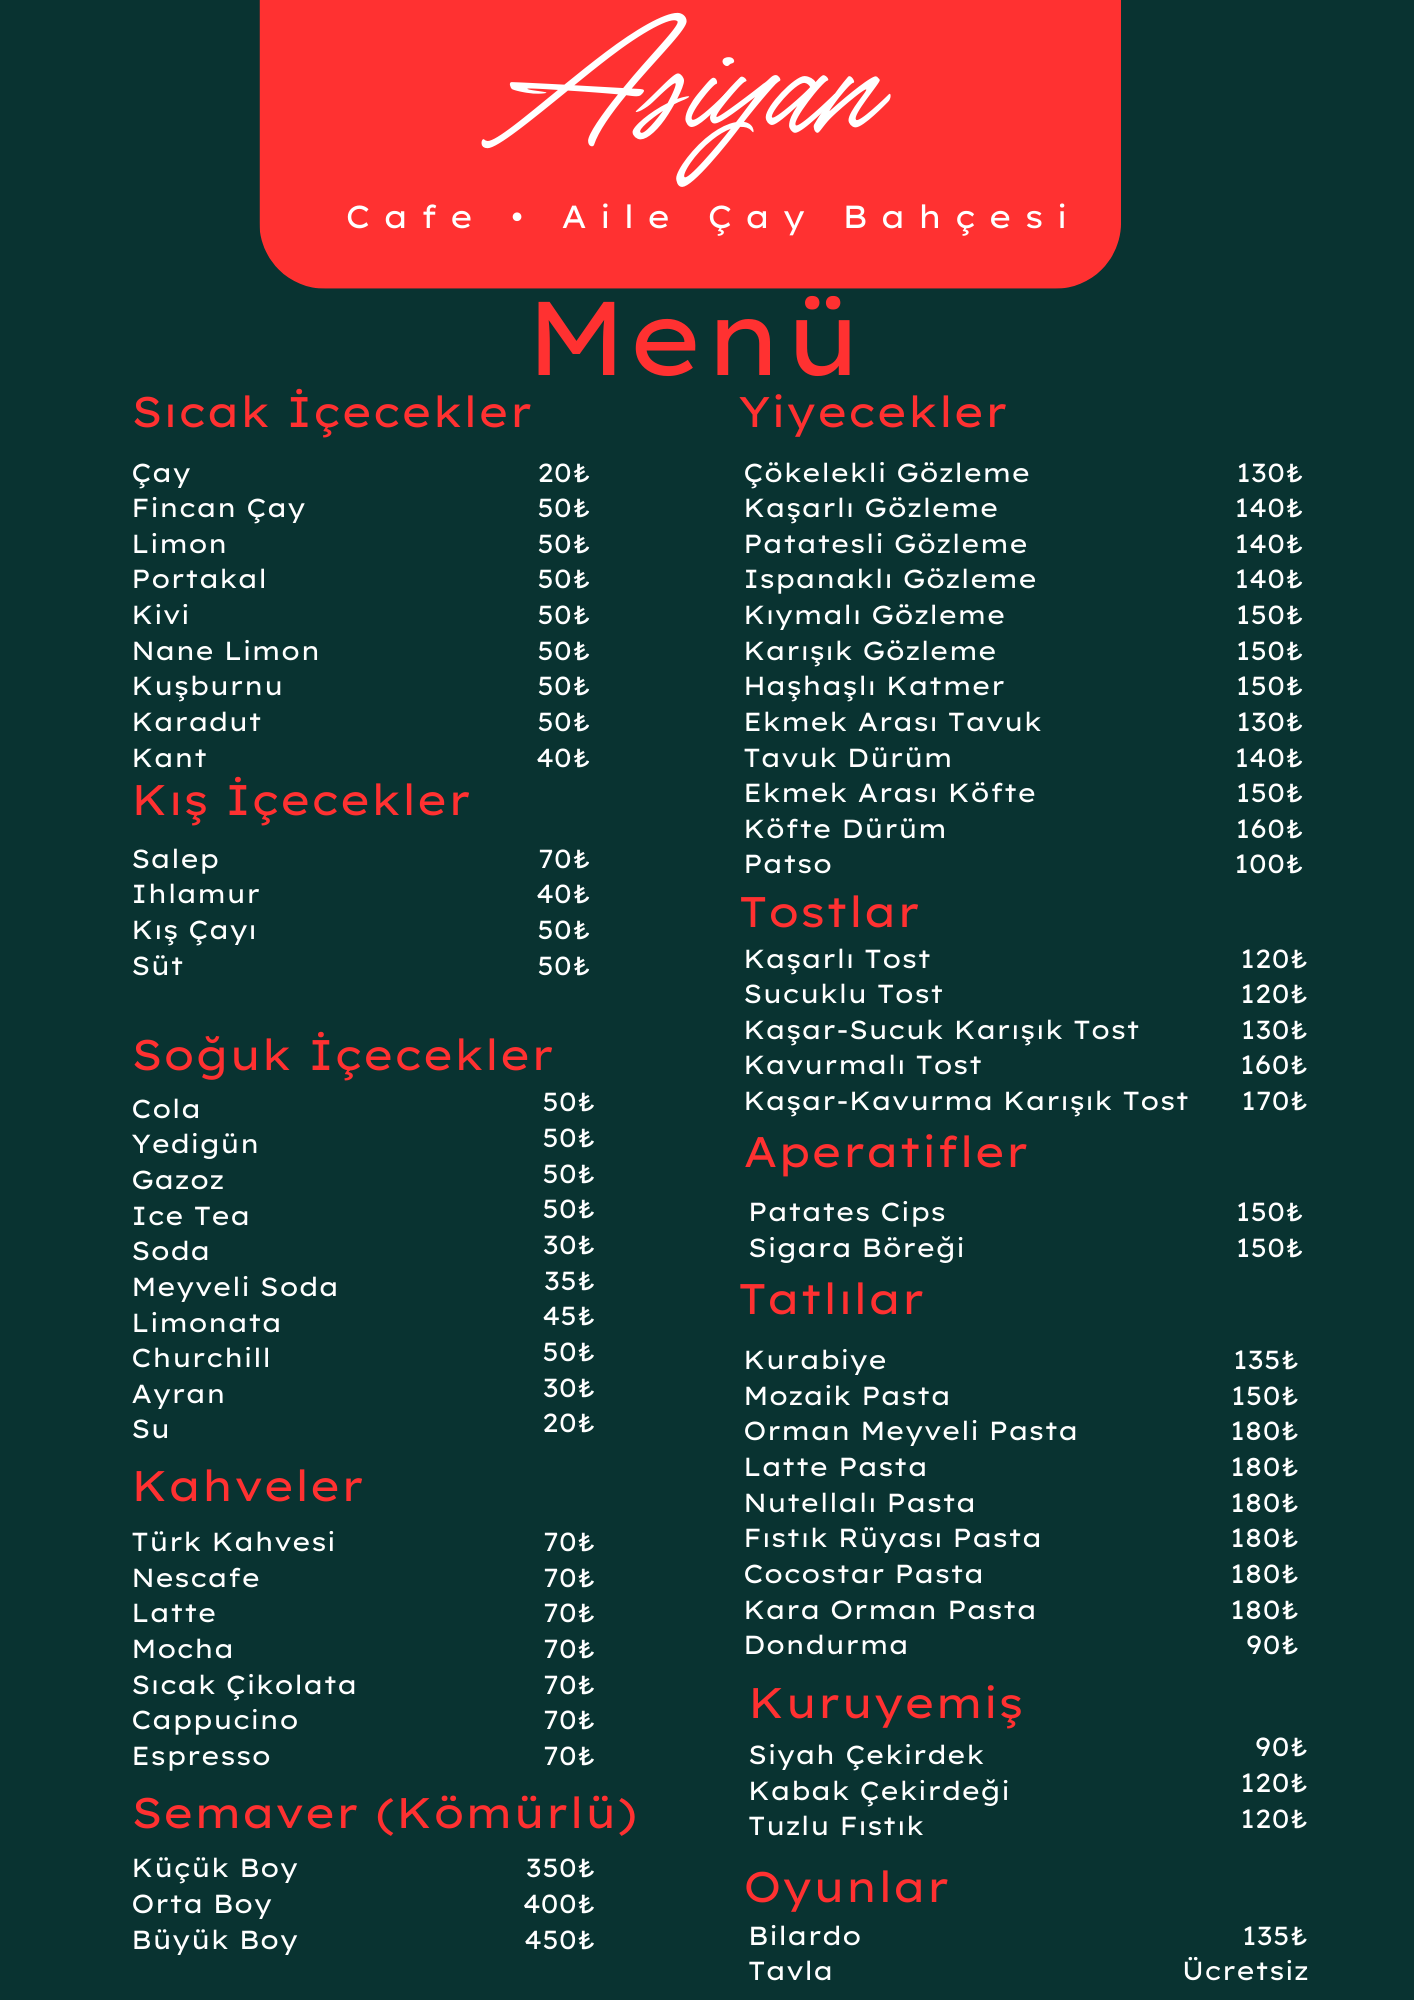 Asiyan
Cafe • Aile Çay Bahçesi
Menü
Sıcak İçecekler
Çay 20₺
Fincan Çay 50₺
Limon 50₺
Portakal 50₺
Kivi 50₺
Nane Limon 50₺
Kuşburnu 50₺
Karadut 50₺
Kant 40₺
Kış İçecekler
Salep 70₺
Ihlamur 40₺
Kış Çayı 50₺
Süt 50₺
Soğuk İçecekler
Cola 50₺
Yedigün 50₺
Gazoz 50₺
Ice Tea 50₺
Soda 30₺
Meyveli Soda 35₺
Limonata 45₺
Churchill 50₺
Ayran 30₺
Su 20₺
Kahveler
Türk Kahvesi 70₺
Nescafe 70₺
Latte 70₺
Mocha 70₺
Sıcak Çikolata 70₺
Cappucino 70₺
Espresso 70₺
Semaver (Kömürlü)
Küçük Boy 350₺
Orta Boy 400₺
Büyük Boy 450₺
Yiyecekler
Çökelekli Gözleme 130₺
Kaşarlı Gözleme 140₺
Patatesli Gözleme 140₺
Ispanaklı Gözleme 140₺
Kıymalı Gözleme 150₺
Karışık Gözleme 150₺
Haşhaşlı Katmer 150₺
Ekmek Arası Tavuk 130₺
Tavuk Dürüm 140₺
Ekmek Arası Köfte 150₺
Köfte Dürüm 160₺
Patso 100₺
Tostlar
Kaşarlı Tost 120₺
Sucuklu Tost 120₺
Kaşar-Sucuk Karışık Tost 130₺
Kavurmalı Tost 160₺
Kaşar-Kavurma Karışık Tost 170₺
Aperatifler
Patates Cips 150₺
Sigara Böreği 150₺
Tatlılar
Kurabiye 135₺
Mozaik Pasta 150₺
Orman Meyveli Pasta 180₺
Latte Pasta 180₺
Nutellalı Pasta 180₺
Fıstık Rüyası Pasta 180₺
Cocostar Pasta 180₺
Kara Orman Pasta 180₺
Dondurma 90₺
Kuruyemiş
Siyah Çekirdek 90₺
Kabak Çekirdeği 120₺
Tuzlu Fıstık 120₺
Oyunlar
Bilardo 135₺
Tavla Ücretsiz